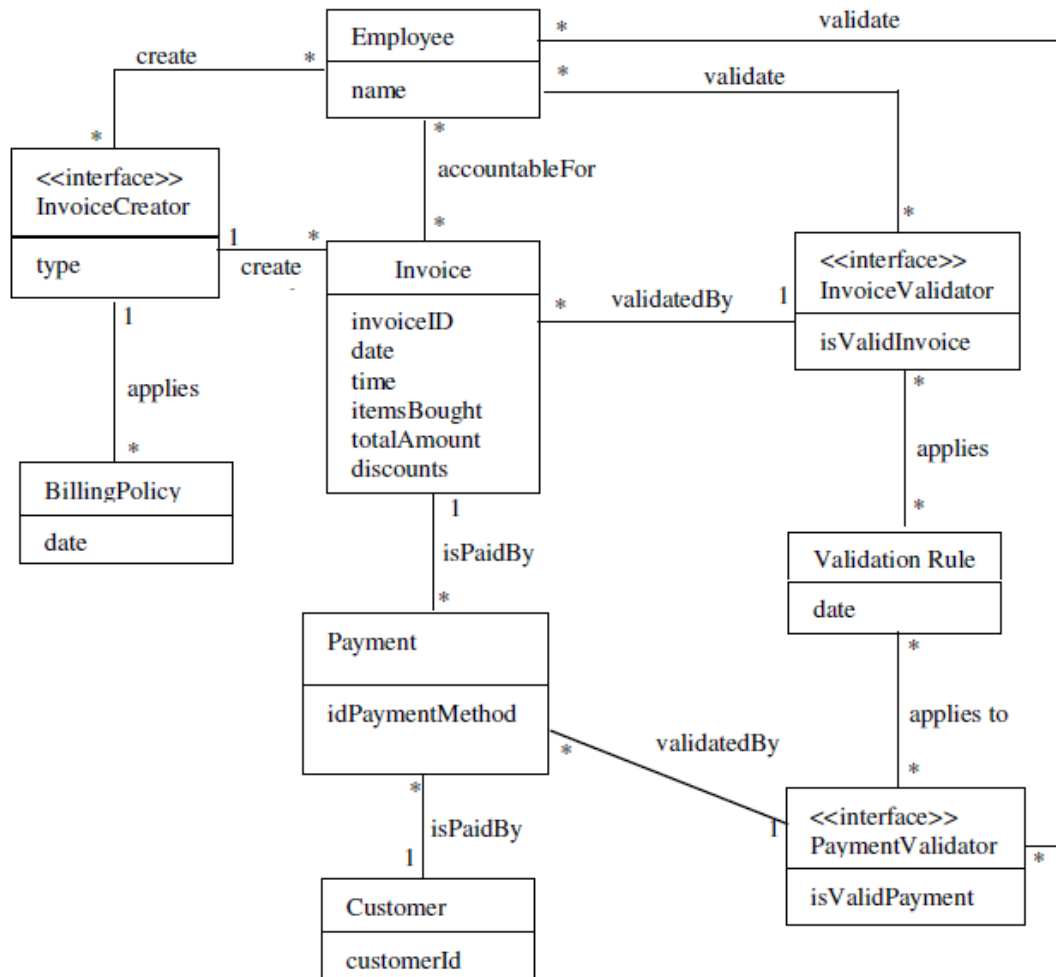 Employee
name
*
validate
*
validate
create
*
*
*
accountableFor
*
<<interface>>
InvoiceCreator
type
1
create
*
Invoice
invoiceID
date
time
itemsBought
totalAmount
discounts
*
validatedBy
1
*
<<interface>>
InvoiceValidator
isValidInvoice
1
applies
*
BillingPolicy
date
*
applies
*
Validation Rule
date
1
isPaidBy
*
Payment
idPaymentMethod
*
applies to
*
*
validatedBy
1
<<interface>>
PaymentValidator
isValidPayment
*
*
isPaidBy
1
Customer
customerId